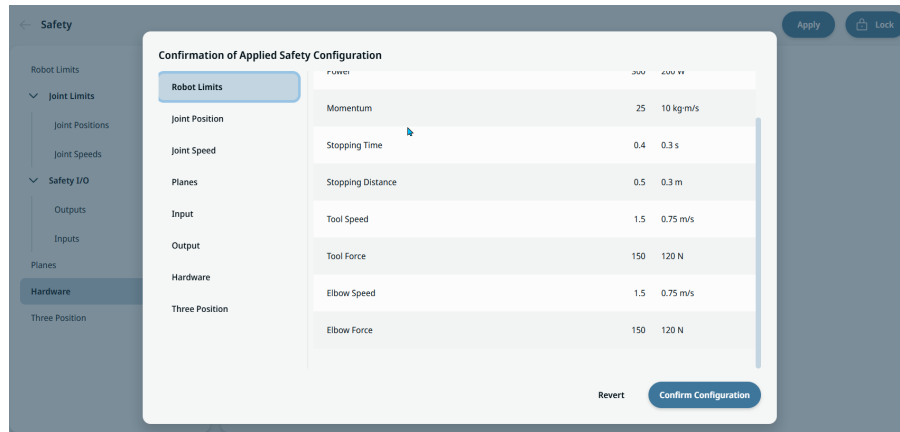 Safety
Apply
Lock
Confirmation of Applied Safety Configuration
Robot Limits
Joint Limits
Joint Positions
Joint Speeds
Safety I/O
Outputs
Inputs
Planes
Hardware
Three Position
Robot Limits
Joint Position
Joint Speed
Planes
Input
Output
Hardware
Three Position
Power 300 200 W
Momentum 25 10 kg·m/s
Stopping Time 0.4 0.3 s
Stopping Distance 0.5 0.3 m
Tool Speed 1.5 0.75 m/s
Tool Force 150 120 N
Elbow Speed 1.5 0.75 m/s
Elbow Force 150 120 N
Revert
Confirm Configuration